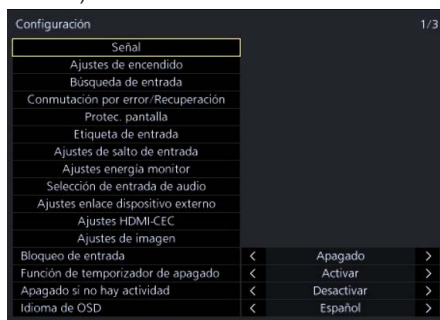 Configuración 1/3
Señal
Ajustes de encendido
Búsqueda de entrada
Conmutación por error/Recuperación
Protec. pantalla
Etiqueta de entrada
Ajustes de salto de entrada
Ajustes energía monitor
Selección de entrada de audio
Ajustes enlace dispositivo externo
Ajustes HDMI-CEC
Ajustes de imagen
Bloqueo de entrada < Apagado >
Función de temporizador de apagado < Activar >
Apagado si no hay actividad < Desactivar >
Idioma de OSD < Español >